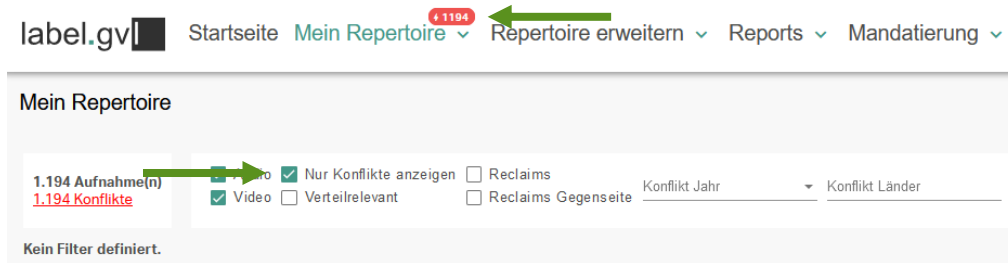 1194
label.gvl Startseite Mein Repertoire Repertoire erweitern Reports Mandatierung
Mein Repertoire
1.194 Aufnahme(n)
1.194 Konflikte
Nur Konflikte anzeigen Reclaims
Video Verteilrelevant Reclaims Gegenseite
Konflikt Jahr Konflikt Länder
Kein Filter definiert.